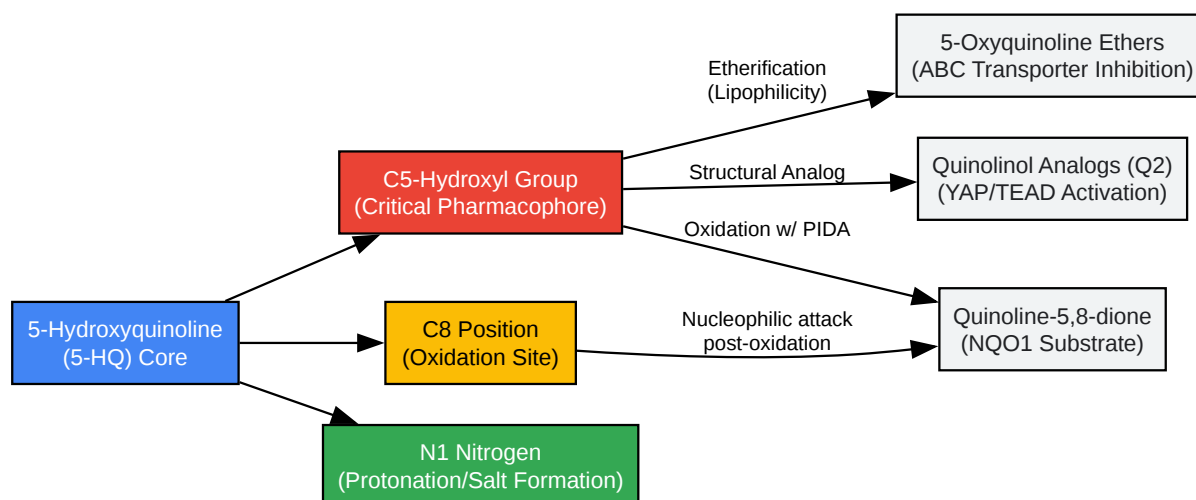 5-Hydroxyquinoline
(5-HQ) Core
C5-Hydroxyl Group
(Critical Pharmacophore)
C8 Position
(Oxidation Site)
N1 Nitrogen
(Protonation/Salt Formation)
Etherification
(Lipophilicity)
Structural Analog
Oxidation w/ PIDA
Nucleophilic attack
post-oxidation
5-Oxyquinoline Ethers
(ABC Transporter Inhibition)
Quinolinol Analogs (Q2)
(YAP/TEAD Activation)
Quinoline-5,8-dione
(NQO1 Substrate)